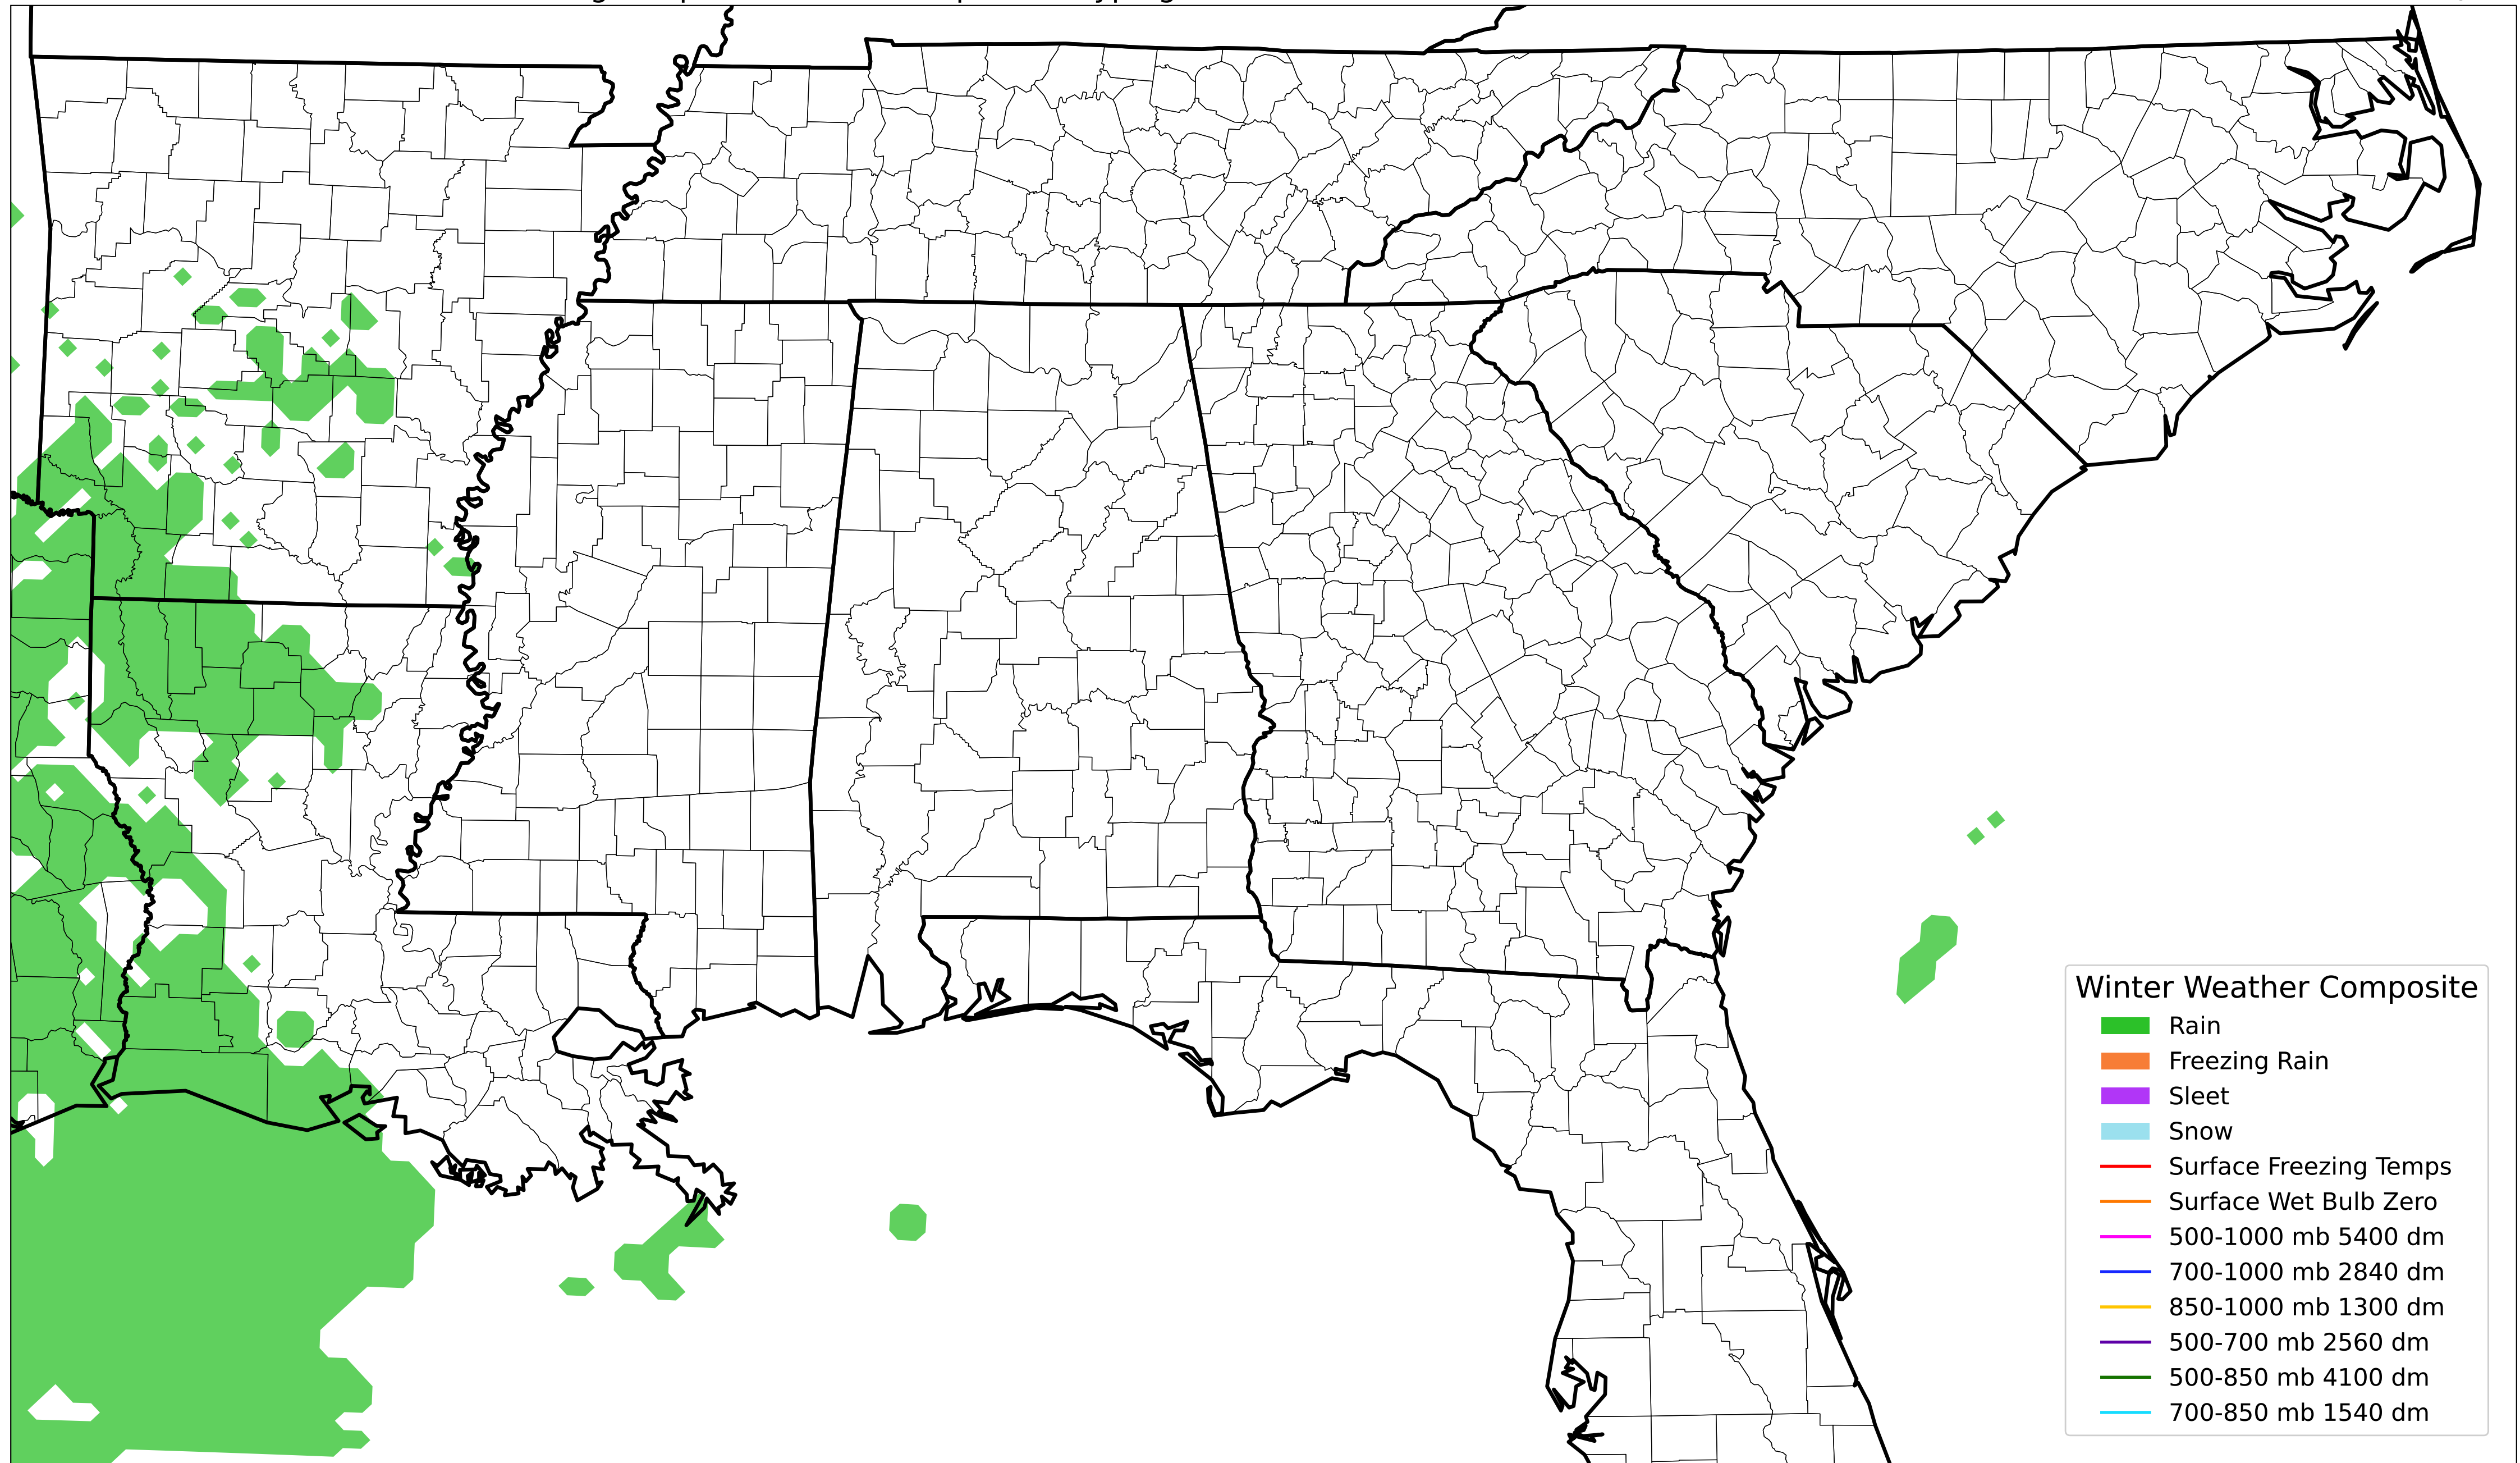 Winter Weather Composite
Rain
Freezing Rain
Sleet
Snow
Surface Freezing Temps
Surface Wet Bulb Zero
500-1000 mb 5400 dm
700-1000 mb 2840 dm
850-1000 mb 1300 dm
500-700 mb 2560 dm
500-850 mb 4100 dm
700-850 mb 1540 dm